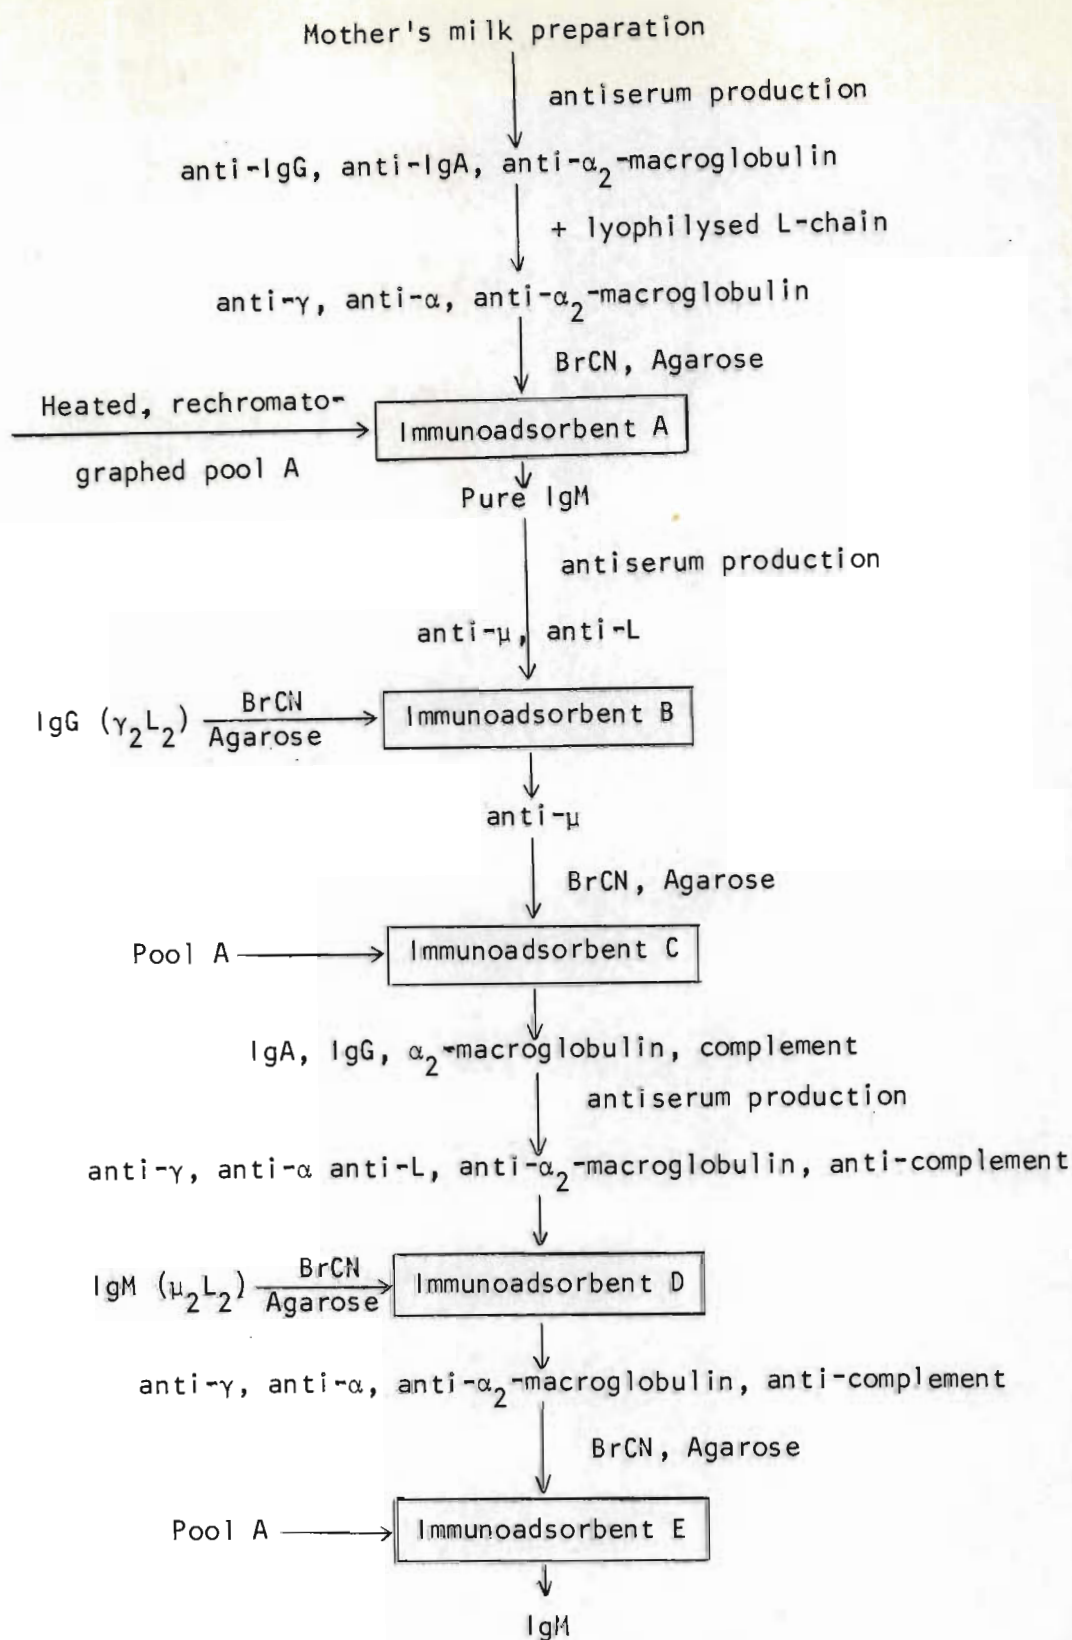 Mother's milk preparation
antiserum production
anti-IgG, anti-IgA, anti-α₂-macroglobulin
+ lyophilysed L-chain
anti-γ, anti-α, anti-α₂-macroglobulin
BrCN, Agarose
Heated, rechromato-
Immunoadsorbent A
graphed pool A
Pure IgM
antiserum production
anti-μ, anti-L
IgG (γ₂L₂)
BrCN
Agarose
Immunoadsorbent B
anti-μ
BrCN, Agarose
Pool A
Immunoadsorbent C
IgA, IgG, α₂-macroglobulin, complement
antiserum production
anti-γ, anti-α anti-L, anti-α₂-macroglobulin, anti-complement
IgM (μ₂L₂)
BrCN
Agarose
Immunoadsorbent D
anti-γ, anti-α, anti-α₂-macroglobulin, anti-complement
BrCN, Agarose
Pool A
Immunoadsorbent E
IgM